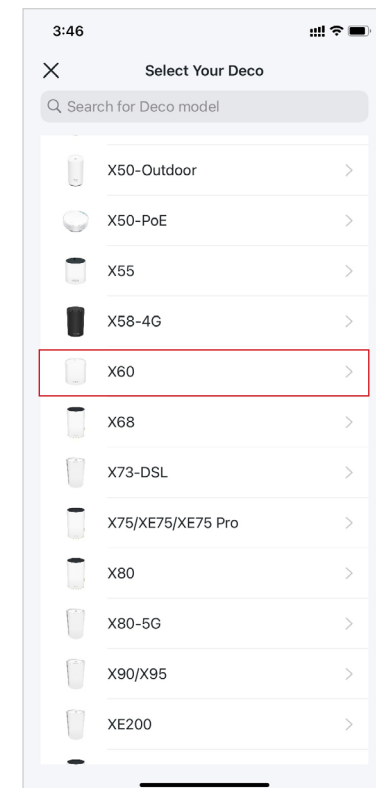 3:46
Select Your Deco
Search for Deco model
X50-Outdoor
X50-PoE
X55
X58-4G
X60
X68
X73-DSL
X75/XE75/XE75 Pro
X80
X80-5G
X90/X95
XE200